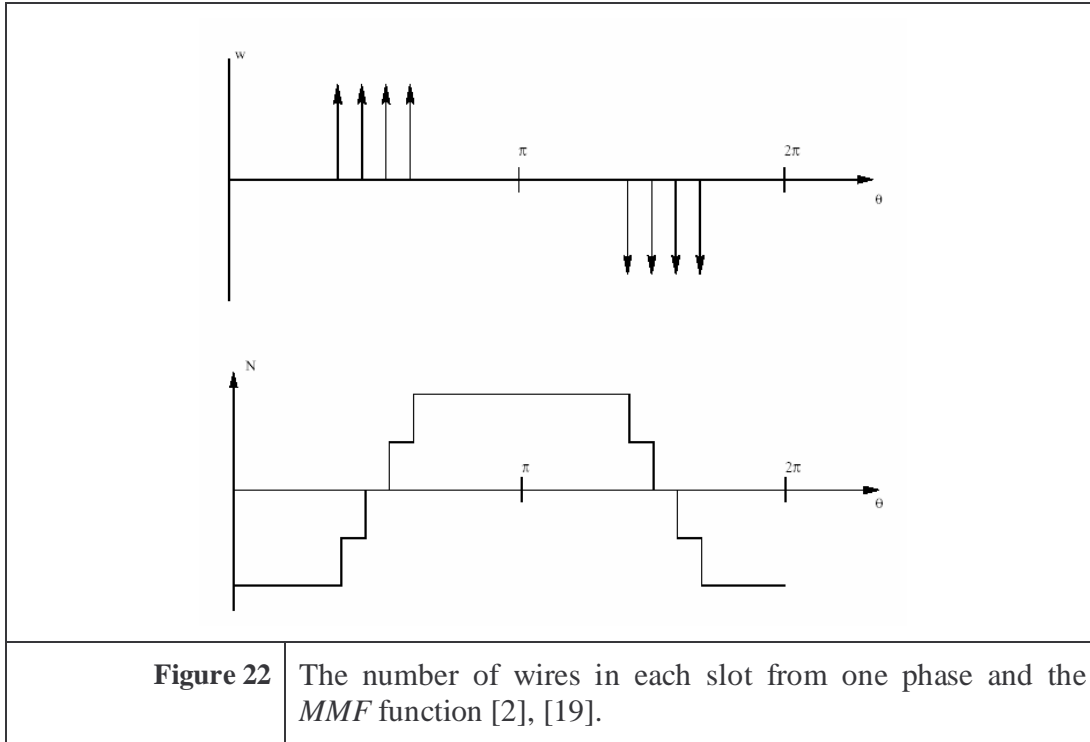 w
π
2π
θ
N
π
2π
θ
Figure 22
The number of wires in each slot from one phase and the
MMF function [2], [19].